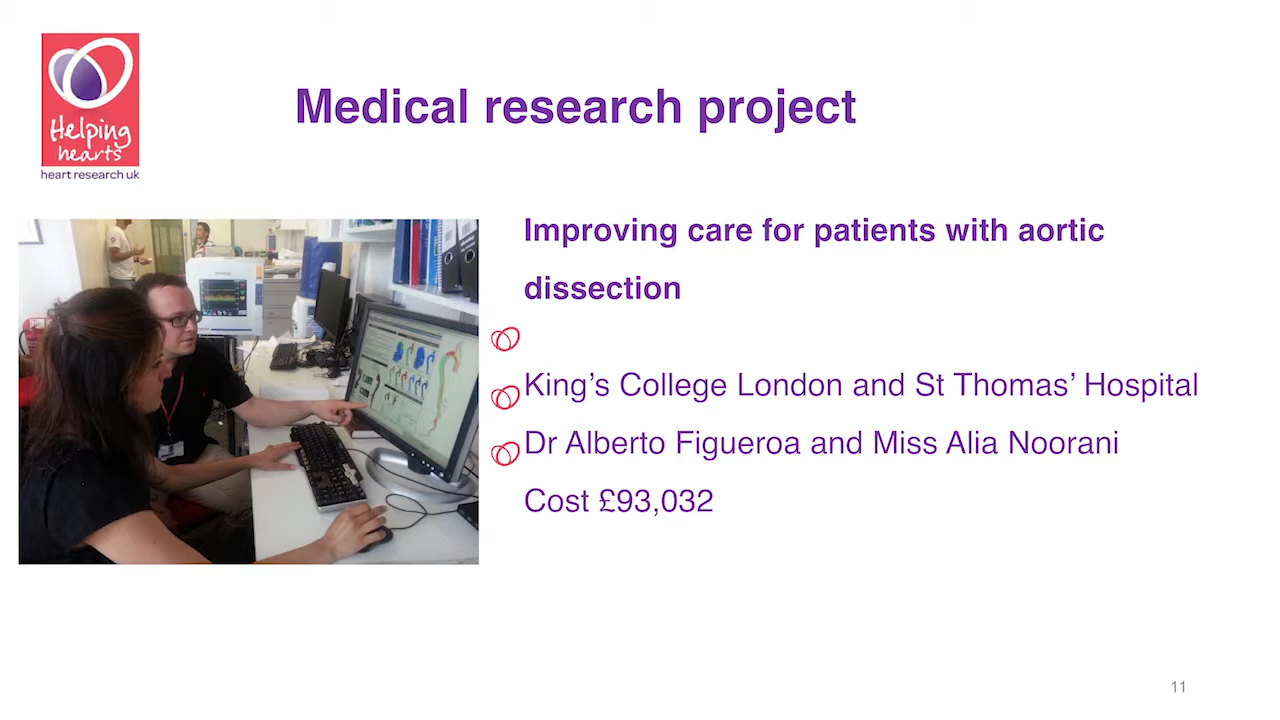 Helping
hearts
heart research uk
Medical research project
Improving care for patients with aortic
dissection
King's College London and St Thomas' Hospital
Dr Alberto Figueroa and Miss Alia Noorani
Cost £93,032
11